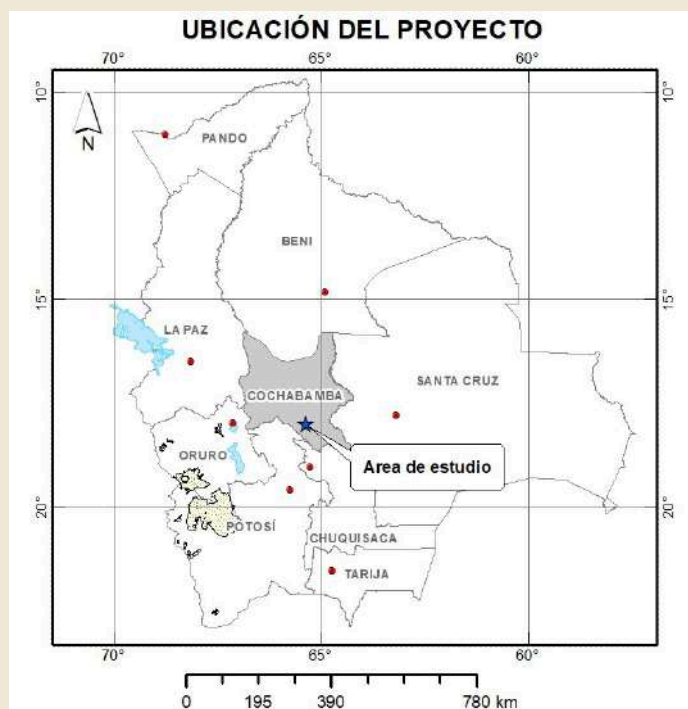 UBICACIÓN DEL PROYECTO
70° 65° 60°
10°
N
PANDO
BENI
15° 15°
LA PAZ
SANTA CRUZ
COCHABAMBA
Area de estudio
ORURO
20° 20°
POTOSÍ
CHUQUISACA
TARIJA
70° 65° 60°
0 195 390 780 km